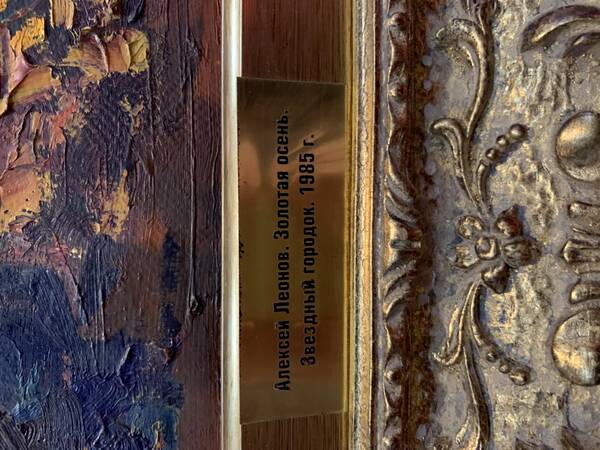 Алексей Леонов. Золотая осень.
Звездный городок. 1985 г.